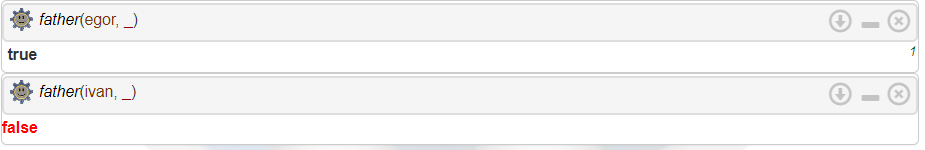 father(egor, _)
true
1
father(ivan, _)
false